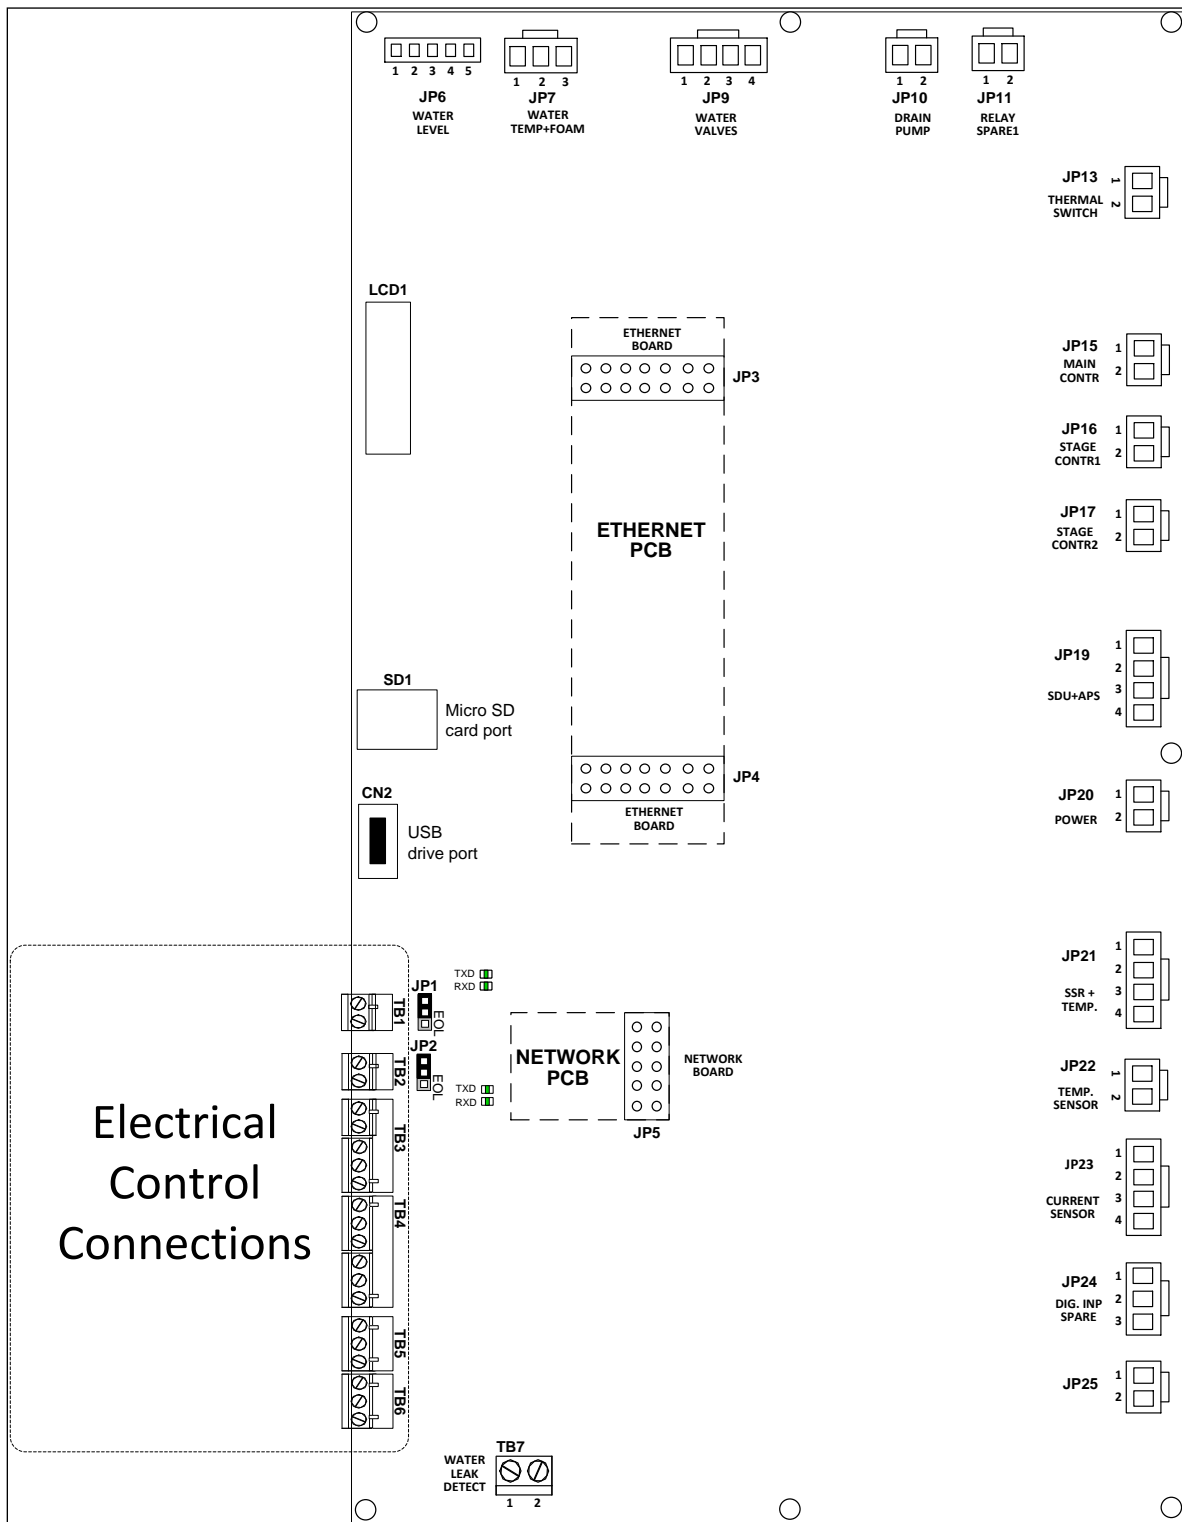 1 2 3 4 5
JP6
WATER
LEVEL
1 2 3
JP7
WATER
TEMP+FOAM
1 2 3 4
JP9
WATER
VALVES
1 2
JP10
DRAIN
PUMP
1 2
JP11
RELAY
SPARE1
JP13
THERMAL
SWITCH
1
2
LCD1
ETHERNET
BOARD
JP3
ETHERNET
PCB
JP4
ETHERNET
BOARD
JP15
MAIN
CONTR
1
2
JP16
STAGE
CONTR1
1
2
JP17
STAGE
CONTR2
1
2
JP19
SDU+APS
1
2
3
4
SD1
Micro SD
card port
CN2
USB
drive port
JP20
POWER
1
2
JP21
SSR +
TEMP.
1
2
3
4
TXD
RXD
TB1
JP1
EOL
TB2
JP2
EOL
TXD
RXD
NETWORK
PCB
NETWORK
BOARD
JP5
JP22
TEMP.
SENSOR
1
2
Electrical
Control
Connections
TB3
TB4
TB5
TB6
JP23
CURRENT
SENSOR
1
2
3
4
JP24
DIG. INP
SPARE
1
2
3
JP25
1
2
TB7
WATER
LEAK
DETECT
1 2